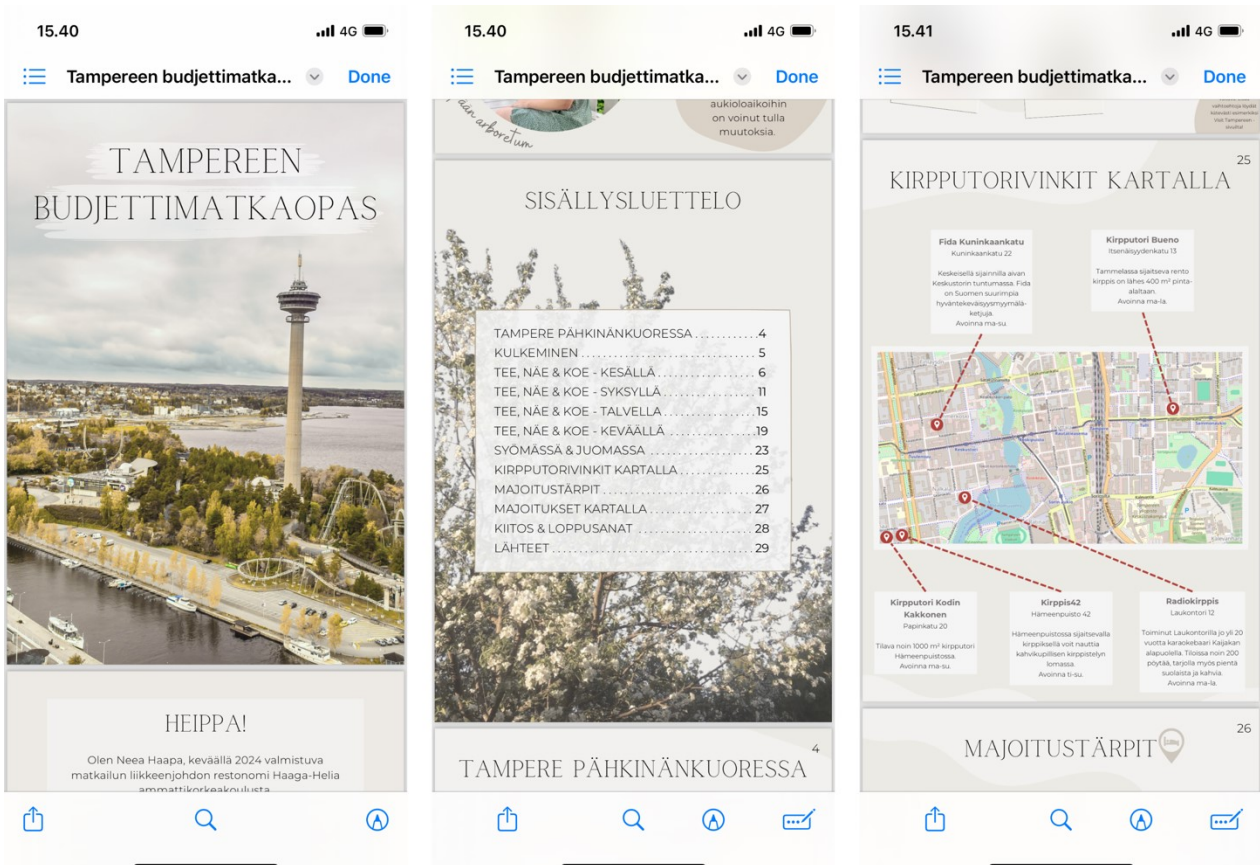 15.40
4G
Tampereen budjettimatka...
Done
TAMPEREEN
BUDJETTIMATKAOPAS
HEIPPA!
Olen Neea Haapa, keväällä 2024 valmistuva
matkailun liikkeenjohdon restonomi Haaga-Helia
ammattikorkeakoulusta
15.40
4G
Tampereen budjettimatka...
Done
arboretum
aukioloaikoihin
on voinut tulla
muutoksia.
SISÄLLYSLUETTELO
TAMPERE PÄHKINÄNKUORESSA............4
KULKEMINEN............5
TEE, NÄE & KOE - KESÄLLÄ............6
TEE, NÄE & KOE - SYKSYLLÄ............11
TEE, NÄE & KOE - TALVELLA............15
TEE, NÄE & KOE - KEVÄÄLLÄ............19
SYÖMÄSSÄ & JUOMASSA............23
KIRPPUTORIVINKIT KARTALLA............25
MAJOITUSTÄRPIT............26
MAJOITUKSET KARTALLA............27
KIITOS & LOPPUSANAT............28
LÄHTEET............29
4
TAMPERE PÄHKINÄNKUORESSA
15.41
4G
Tampereen budjettimatka...
Done
25
KIRPPUTORIVINKIT KARTALLA
Fida Kuninkaankatu
Kuninkaankatu 22
Keskeisellä sijainnilla aivan
Keskustorin tuntumassa. Fida
on Suomen suurimpia
hyväntekeväisyysmyymälä-
ketjuja.
Avoinna ma-su.
Kirpputori Bueno
Itsenäisyydenkatu 13
Tammelassa sijaitseva rento
kirppis on lähes 400 m² pinta-
alaltaan.
Avoinna ma-la.
Kirpputori Kodin
Kakkonen
Papinkatu 20
Tilava noin 1000 m² kirpputori
Hämeenpuistossa.
Avoinna ma-su.
Kirppis42
Hämeenpuisto 42
Hämeenpuistossa sijaitsevalla
kirppiksellä voit nauttia
kahvikupillisen kirppistelyn
lomassa.
Avoinna ti-su.
Radiokirppis
Laukontori 12
Toiminut Laukontorilla jo yli 20
vuotta karaokebaari Kaijakan
alapuolella. Tiloissa noin 200
pöytää, tarjolla myös pientä
suolaista ja kahvia.
Avoinna ma-la.
26
MAJOITUSTÄRPIT